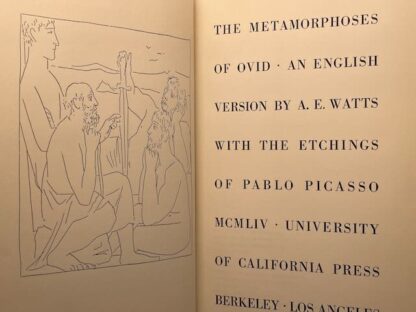 THE METAMORPHOSES
OF OVID · AN ENGLISH
VERSION BY A. E. WATTS
WITH THE ETCHINGS
OF PABLO PICASSO
MCMLIV · UNIVERSITY
OF CALIFORNIA PRESS
BERKELEY · LOS ANGELES